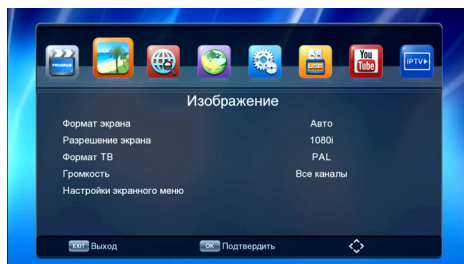 PROGRAM
USB
You
Tube
IPTV
Изображение
Формат экрана Авто
Разрешение экрана 1080i
Формат ТВ PAL
Громкость Все каналы
Настройки экранного меню
EXIT Выход OK Подтвердить